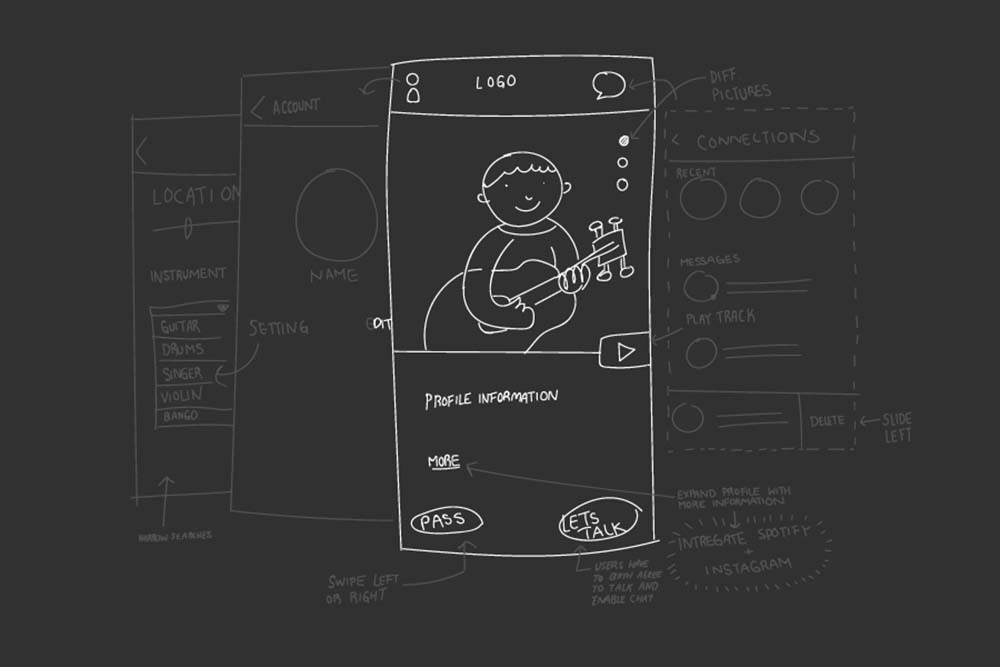 LOCATION
INSTRUMENT
GUITAR
DRUMS
SINGER
VIOLIN
BANGO
NARROW SEARCHES
ACCOUNT
NAME
SETTING
LOGO
PROFILE INFORMATION
MORE
PASS
LETS
TALK
SWIPE LEFT
OR RIGHT
USERS HAVE
TO BOTH AGREE
TO TALK AND
ENABLE CHAT
DIFF
PICTURES
CONNECTIONS
RECENT
MESSAGES
PLAY TRACK
DELETE
SLIDE
LEFT
EXPAND PROFILE WITH
MORE INFORMATION
INTREGATE SPOTIFY
+
INSTAGRAM